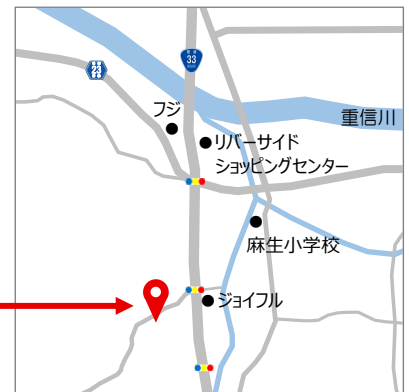 33
23
フジ
重信川
リバーサイド
ショッピングセンター
麻生小学校
ジョイフル